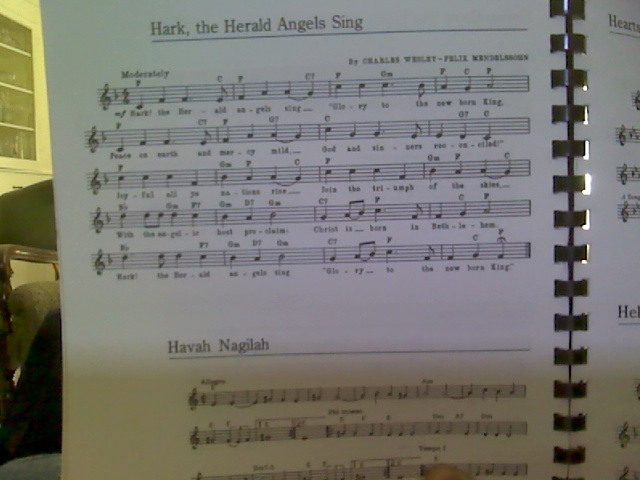 Hark, the Herald Angels Sing
By CHARLES WESLEY - FELIX MENDELSSOHN
Moderately
F C F C7 F Gm F C F
mf Hark! the Her - ald an - gels sing "Glo - ry to the new born King,
F C7 F G7 C G7 C
Peace on earth and mer - cy mild, God and sin - ners rec - on - ciled!"
F Gm F C F Gm F C
Joy - ful all ye na - tions rise, Join the tri - umph of the skies,
Bb Gm F7 Gm D7 Gm C7 F C F
With the an - gel - ic host pro - claim: Christ is born in Beth - le - hem.
Bb F7 Gm D7 Gm C7 F C F
Hark! the Her - ald an - gels sing "Glo - ry to the new born King."
Havah Nagilah
Allegro
Am
Hearts
Hel